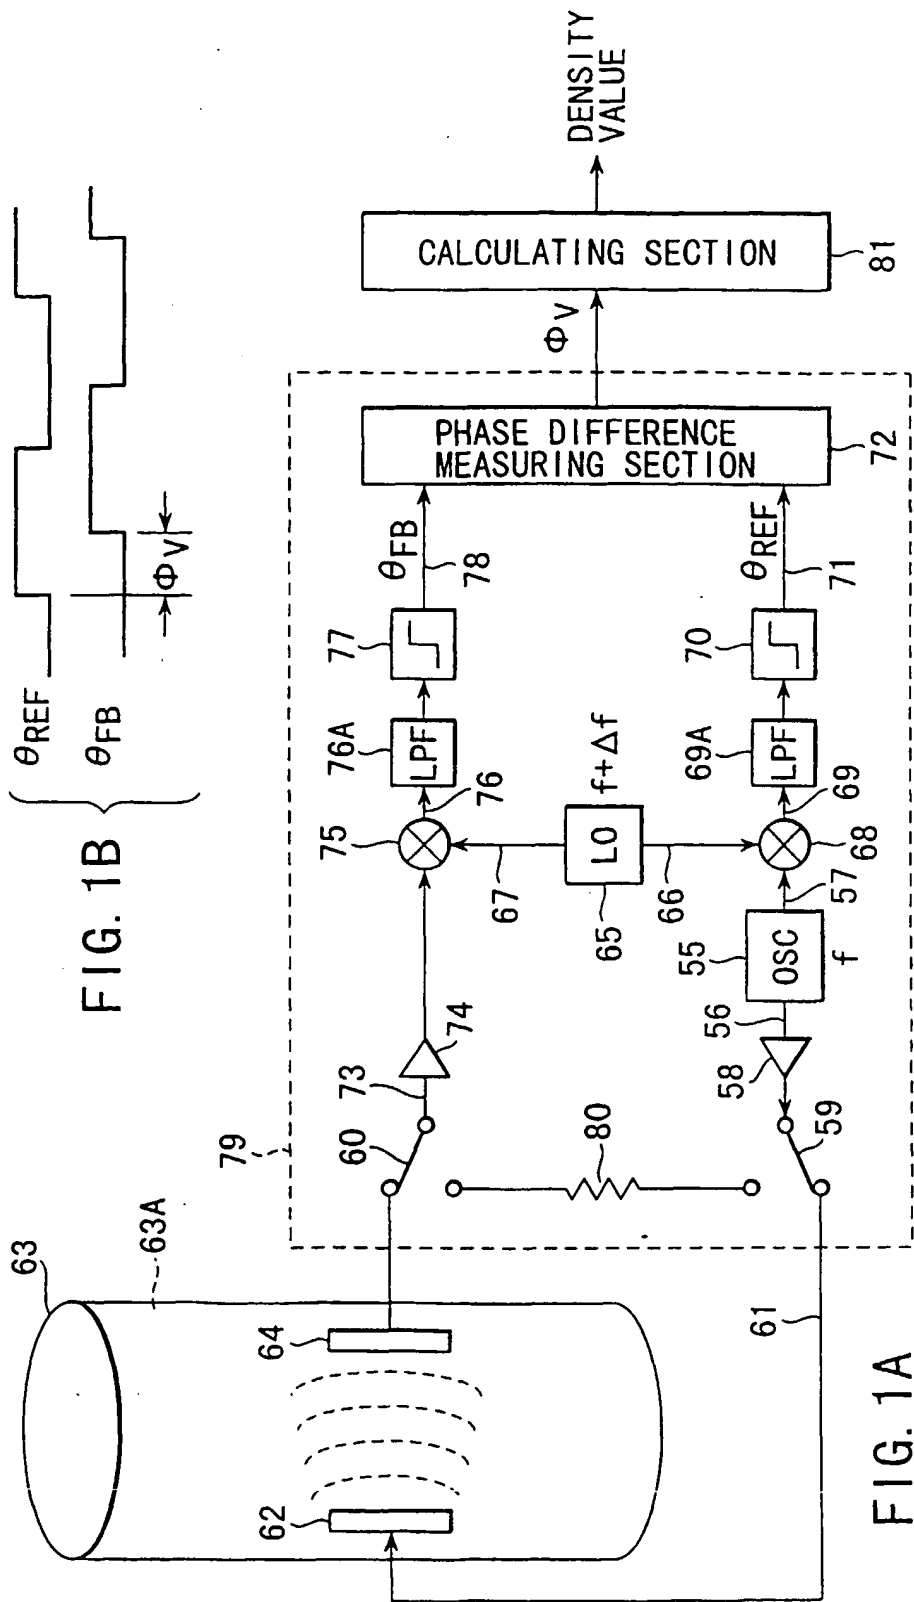 FIG. 1B
θREF
θFB
ΦV
FIG. 1A
63
63A
62
64
61
79
60
73
74
80
59
58
56
55
OSC
f
57
68
69
69A
LPF
70
θREF
71
65
LO
f+Δf
66
67
75
76
76A
LPF
77
θFB
78
PHASE DIFFERENCE
MEASURING SECTION
72
ΦV
CALCULATING SECTION
81
DENSITY
VALUE